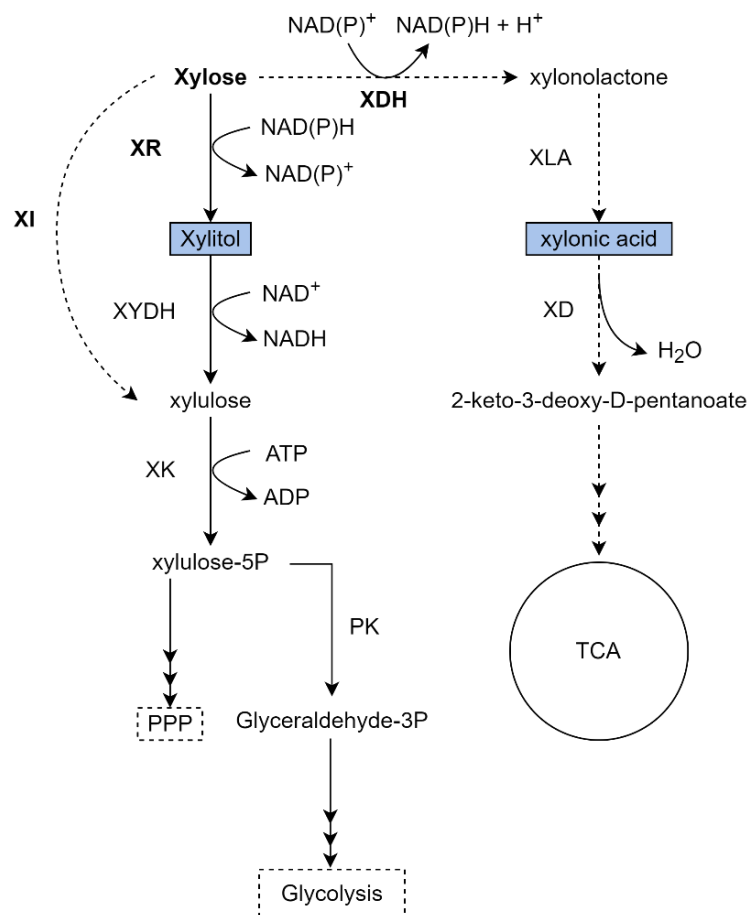 NAD(P)⁺ NAD(P)H + H⁺
Xylose
XDH
xylonolactone
XR
NAD(P)H
NAD(P)⁺
XLA
XI
Xylitol
xylonic acid
XYDH
NAD⁺
NADH
XD
H₂O
xylulose
2-keto-3-deoxy-D-pentanoate
XK
ATP
ADP
xylulose-5P
PK
TCA
PPP
Glyceraldehyde-3P
Glycolysis